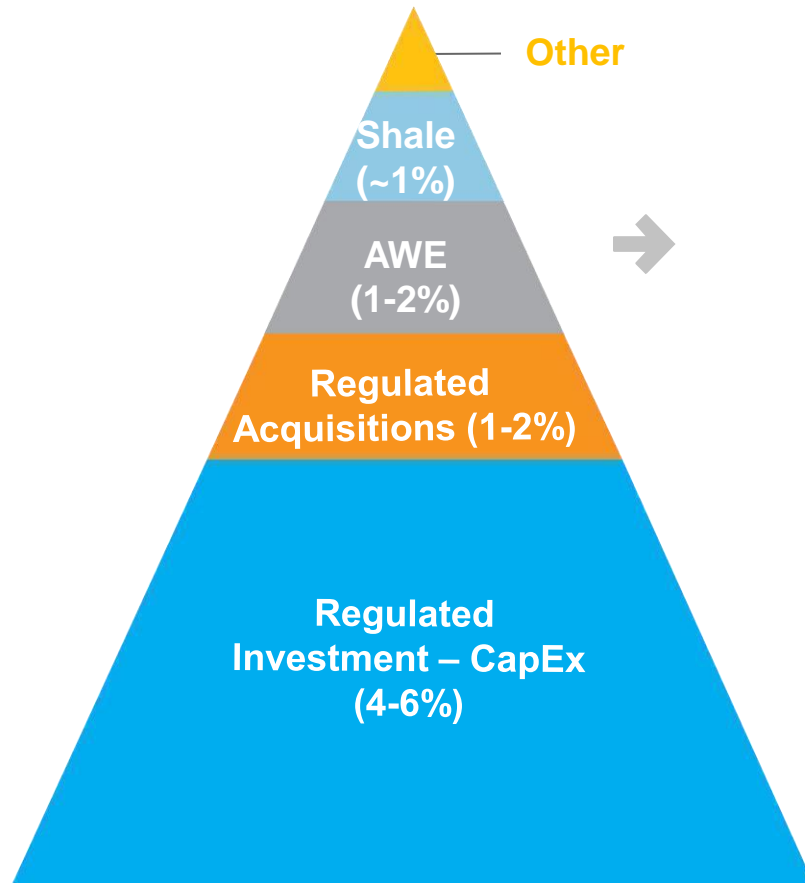 Other
Shale
(~1%)
AWE
(1-2%)
Regulated
Acquisitions (1-2%)
Regulated
Investment – CapEx
(4-6%)